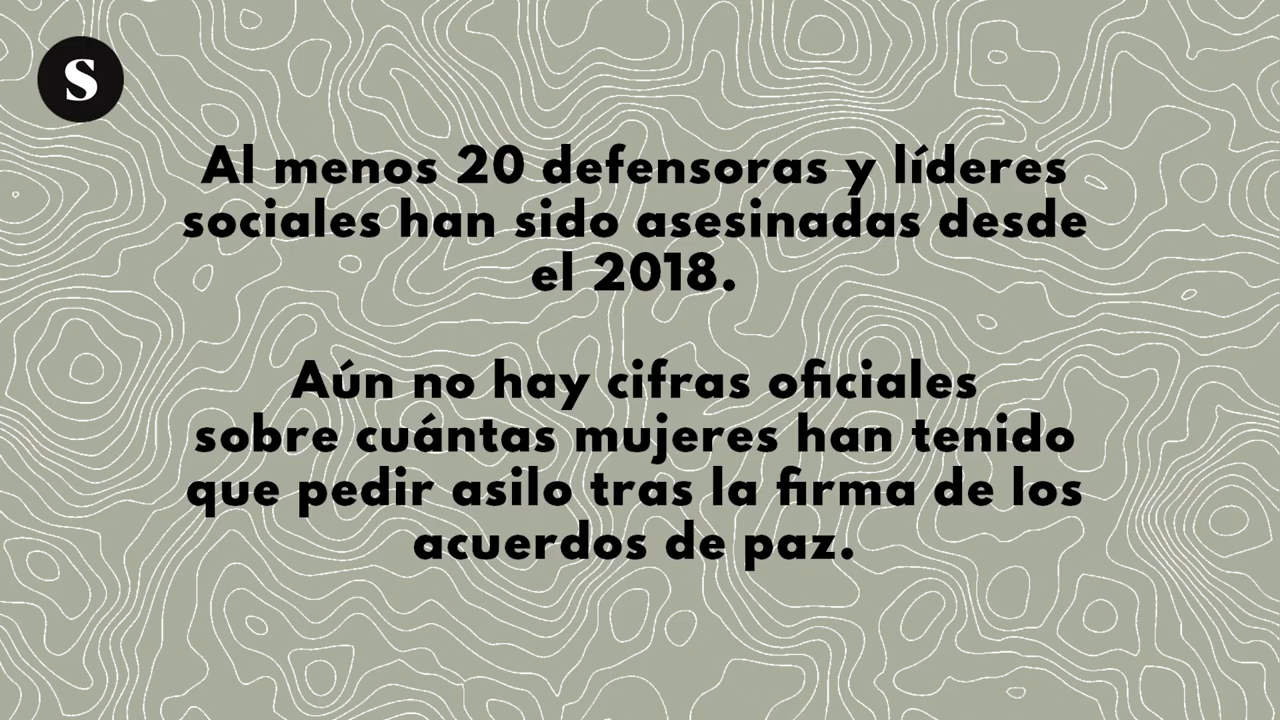 S
Al menos 20 defensoras y líderes
sociales han sido asesinadas desde
el 2018.
Aún no hay cifras oficiales
sobre cuántas mujeres han tenido
que pedir asilo tras la firma de los
acuerdos de paz.